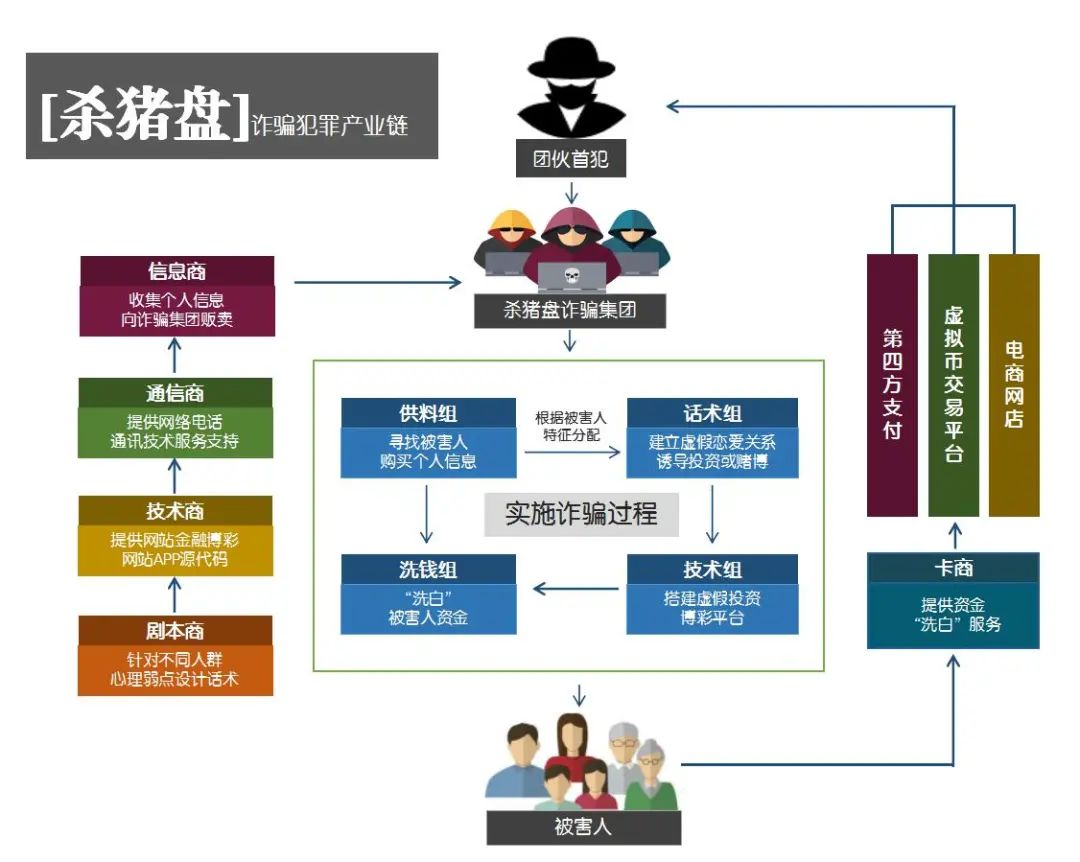 [杀猪盘]诈骗犯罪产业链
团伙首犯
杀猪盘诈骗集团
信息商
收集个人信息
向诈骗集团贩卖
通信商
提供网络电话
通讯技术服务支持
技术商
提供网站金融博彩
网站APP源代码
剧本商
针对不同人群
心理弱点设计话术
供料组
寻找被害人
购买个人信息
根据被害人
特征分配
话术组
建立虚假恋爱关系
诱导投资或赌博
实施诈骗过程
洗钱组
“洗白”
被害人资金
技术组
搭建虚假投资
博彩平台
被害人
第四方支付
虚拟币交易平台
电商网店
卡商
提供资金
“洗白”服务